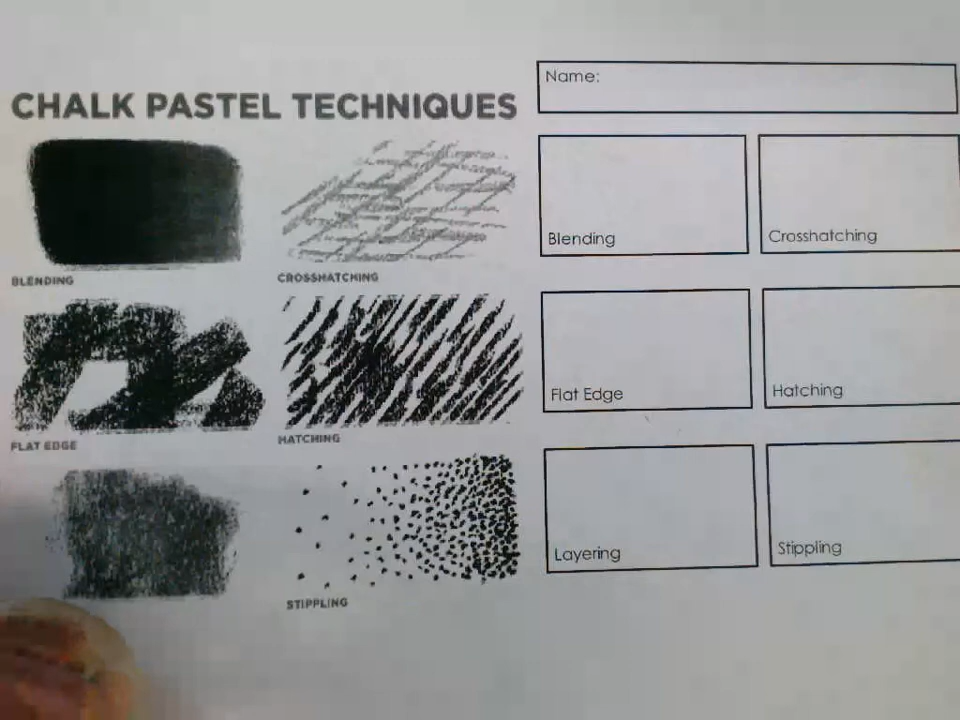 CHALK PASTEL TECHNIQUES
BLENDING
CROSSHATCHING
FLAT EDGE
HATCHING
STIPPLING
Name:
Blending
Crosshatching
Flat Edge
Hatching
Layering
Stippling